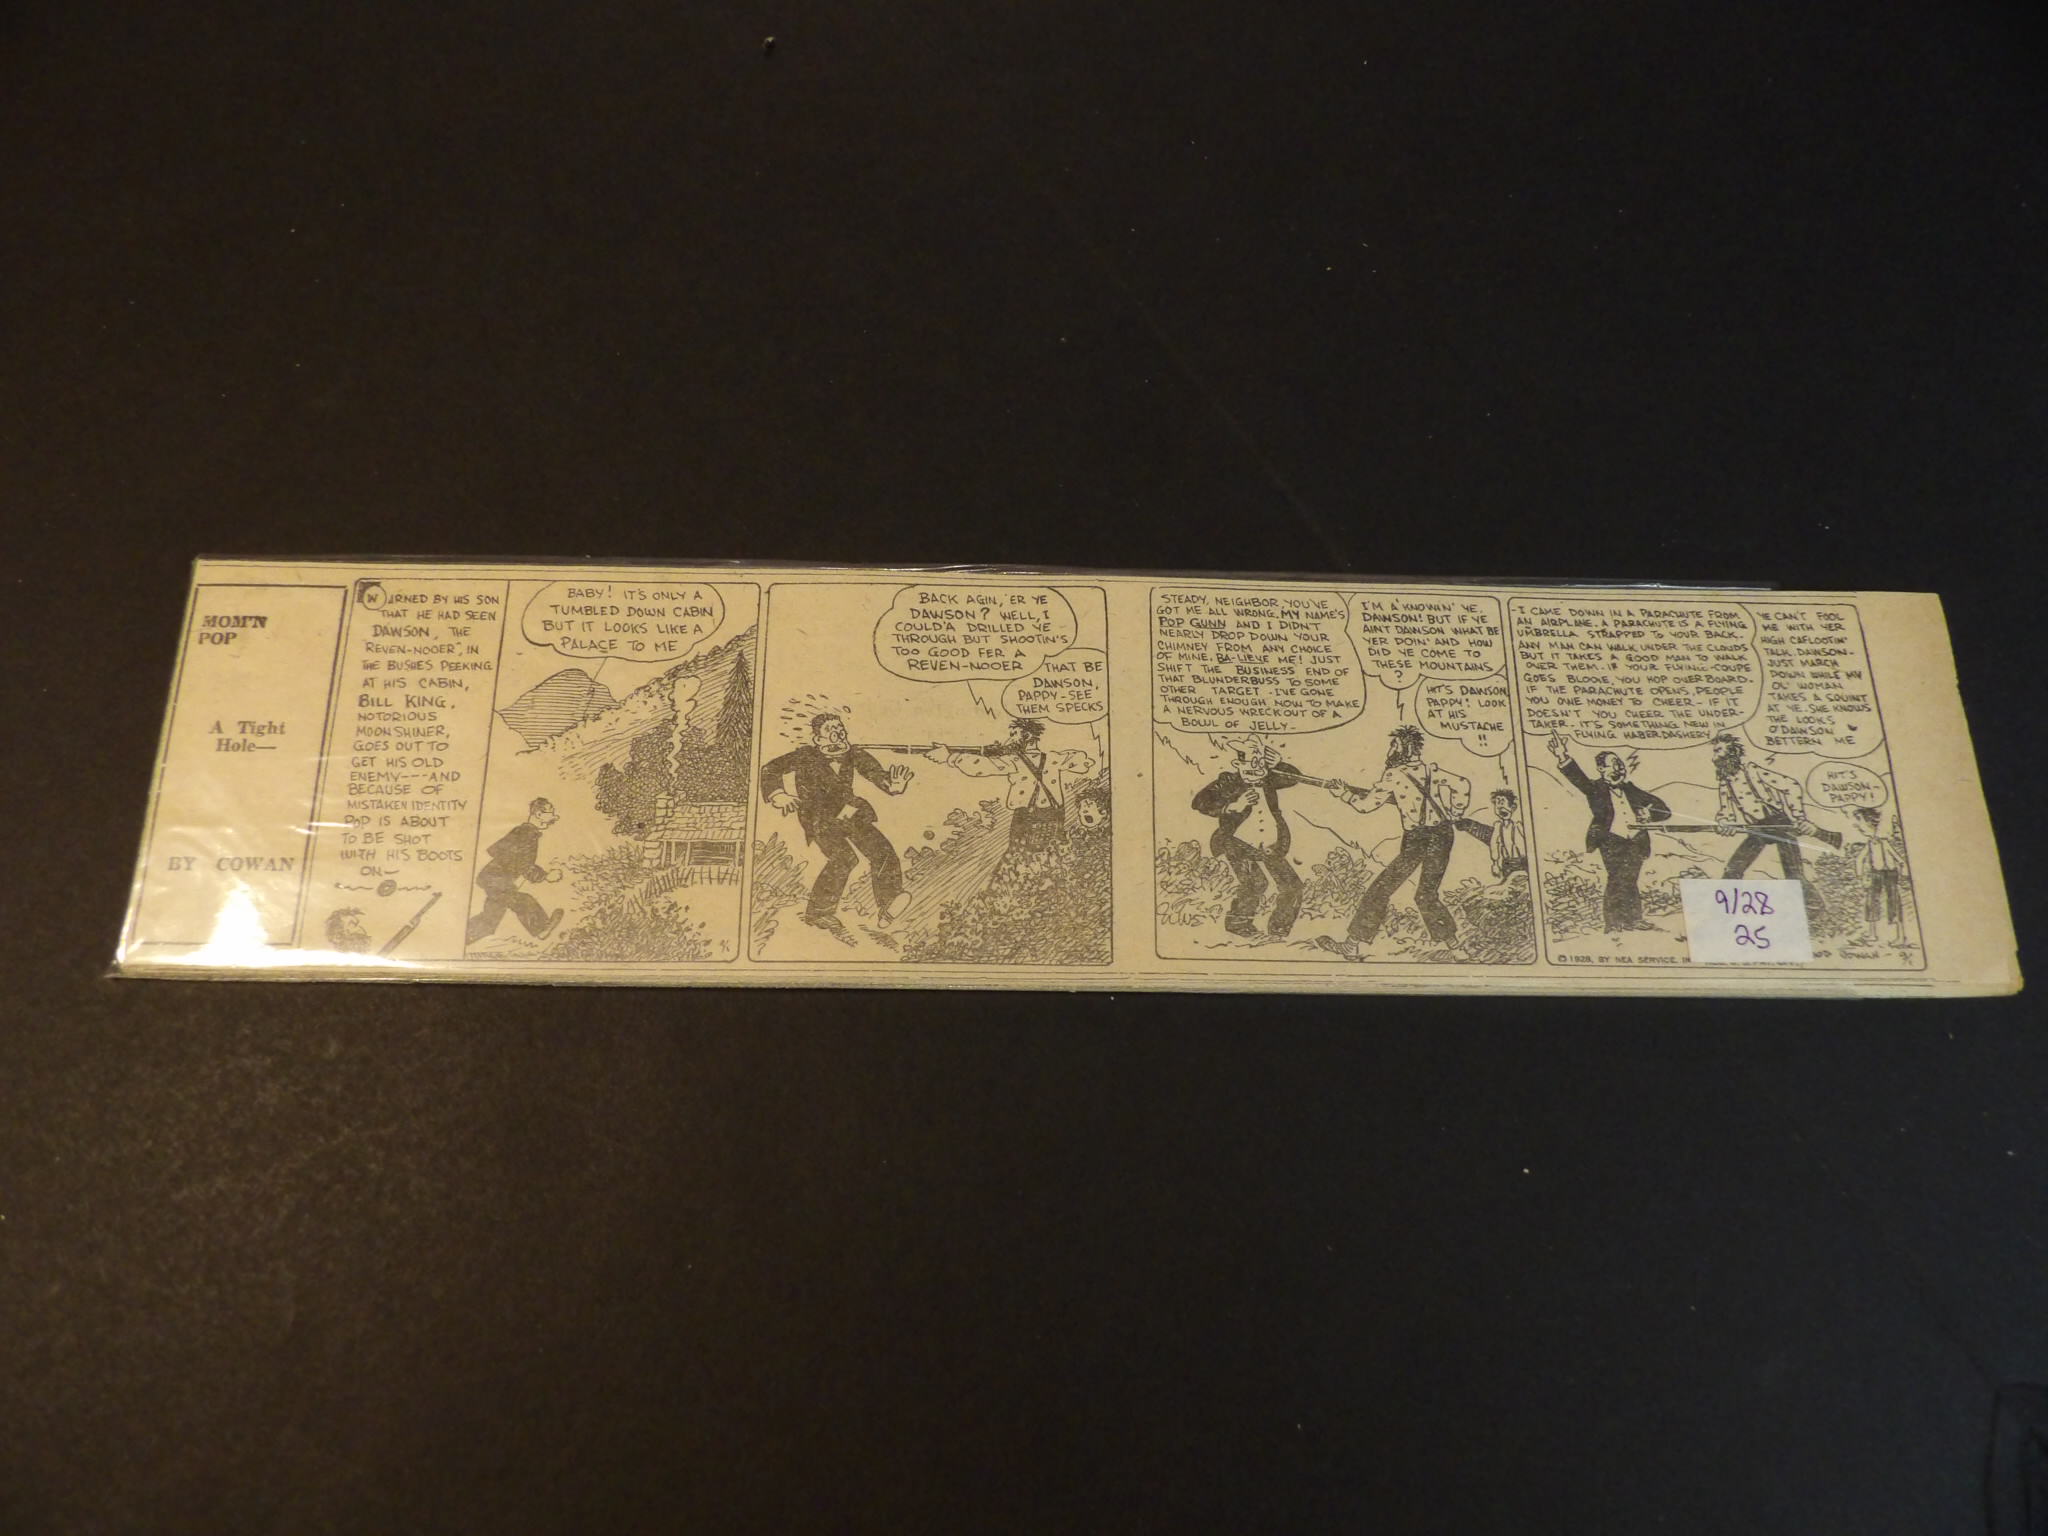 MOM'N
POP
A Tight
Hole—
BY COWAN
WARNED BY HIS SON
THAT HE HAD SEEN
DAWSON, THE
"REVEN-NOOER", IN
THE BUSHES PEEKING
AT HIS CABIN,
BILL KING,
NOTORIOUS
MOONSHINER,
GOES OUT TO
GET HIS OLD
ENEMY----AND
BECAUSE OF
MISTAKEN IDENTITY
POP IS ABOUT
TO BE SHOT
WITH HIS BOOTS
ON—
BABY! IT'S ONLY A
TUMBLED DOWN CABIN
BUT IT LOOKS LIKE A
PALACE TO ME
9/1
BACK AGIN, 'ER YE
DAWSON? WELL, I
COULD'A DRILLED YE
THROUGH BUT SHOOTIN'S
TOO GOOD FER A
REVEN-NOOER
THAT BE
DAWSON,
PAPPY-SEE
THEM SPECKS
STEADY, NEIGHBOR, YOU'VE
GOT ME ALL WRONG. MY NAME'S
POP GUNN AND I DIDN'T
NEARLY DROP DOWN YOUR
CHIMNEY FROM ANY CHOICE
OF MINE, BA-LIEVE ME! JUST
SHIFT THE BUSINESS END OF
THAT BLUNDERBUSS TO SOME
OTHER TARGET - I'VE GONE
THROUGH ENOUGH NOW TO MAKE
A NERVOUS WRECK OUT OF A
BOWL OF JELLY-
I'M A'KNOWIN' YE,
DAWSON! BUT IF YE
AINT DAWSON WHAT BE
YER DOIN' AND HOW
DID YE COME TO
THESE MOUNTAINS
?
HIT'S DAWSON,
PAPPY! LOOK
AT HIS
MUSTACHE
!!
-I CAME DOWN IN A PARACHUTE FROM
AN AIRPLANE. A PARACHUTE IS A FLYING
UMBRELLA STRAPPED TO YOUR BACK.
ANY MAN CAN WALK UNDER THE CLOUDS
BUT IT TAKES A GOOD MAN TO WALK
OVER THEM. IF YOUR FLYING-COUPE
GOES BLOOIE, YOU HOP OVERBOARD.
IF THE PARACHUTE OPENS, PEOPLE
YOU OWE MONEY TO CHEER- IF IT
DOESN'T YOU CHEER THE UNDER-
TAKER- IT'S SOMETHING NEW IN
FLYING HABERDASHERY
YE CAN'T FOOL
ME WITH YER
HIGH CAFLOOTIN'
TALK, DAWSON-
JUST MARCH
DOWN WHILE MY
OL' WOMAN
TAKES A SQUINT
AT YE. SHE KNOWS
THE LOOKS
O'DAWSON
BETTERN ME
HIT'S
DAWSON-
PAPPY!
© 1928, BY NEA SERVICE, IN
COWAN - 9/1
9/28
25